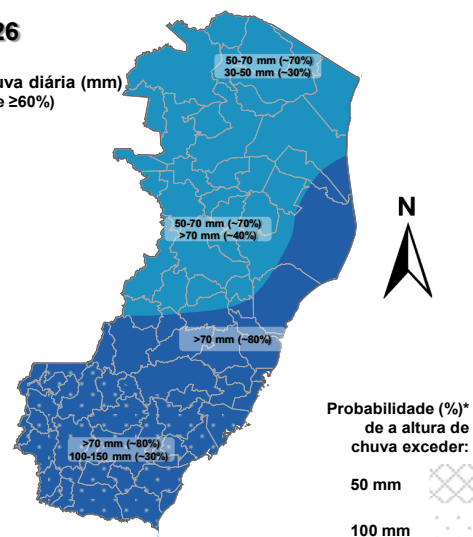 26
uva diária (mm)
e ≥60%)
50-70 mm (~70%)
30-50 mm (~30%)
50-70 mm (~70%)
>70 mm (~40%)
N
>70 mm (~80%)
>70 mm (~80%)
100-150 mm (~30%)
Probabilidade (%)*
de a altura de
chuva exceder:
50 mm
100 mm